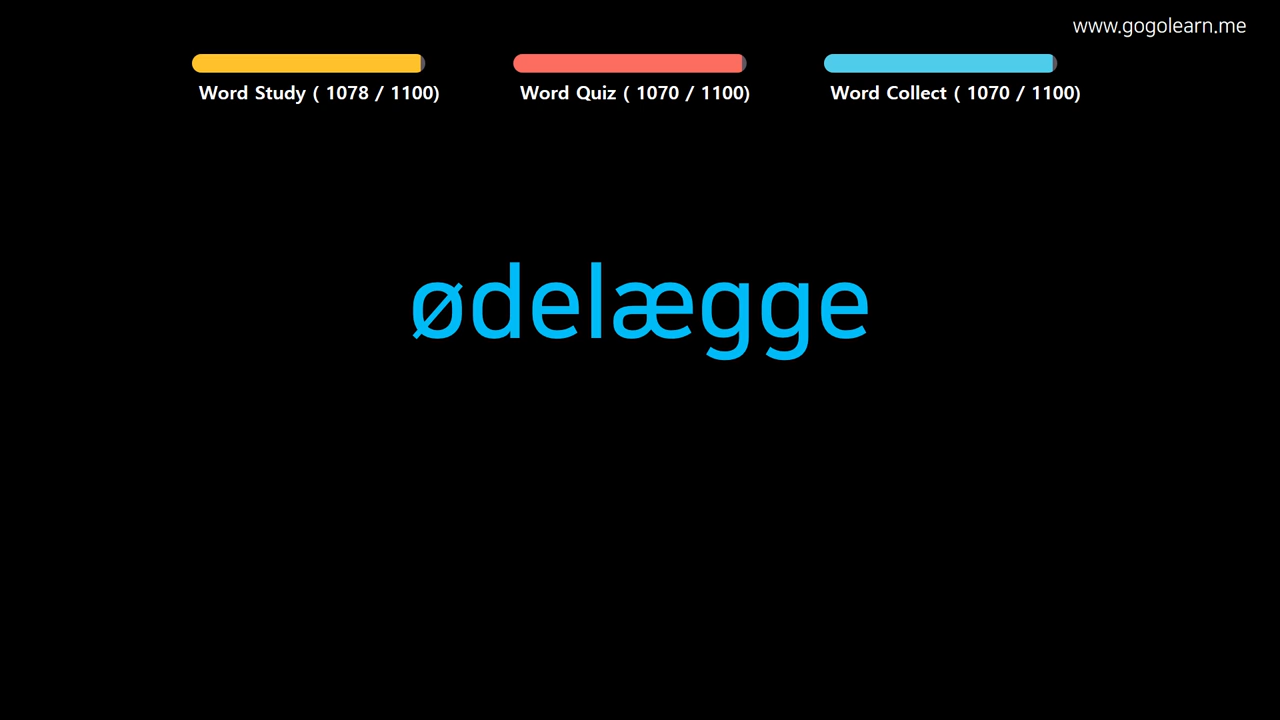 www.gogolearn.me
Word Study ( 1078 / 1100)
Word Quiz ( 1070 / 1100)
Word Collect ( 1070 / 1100)
ødelægge